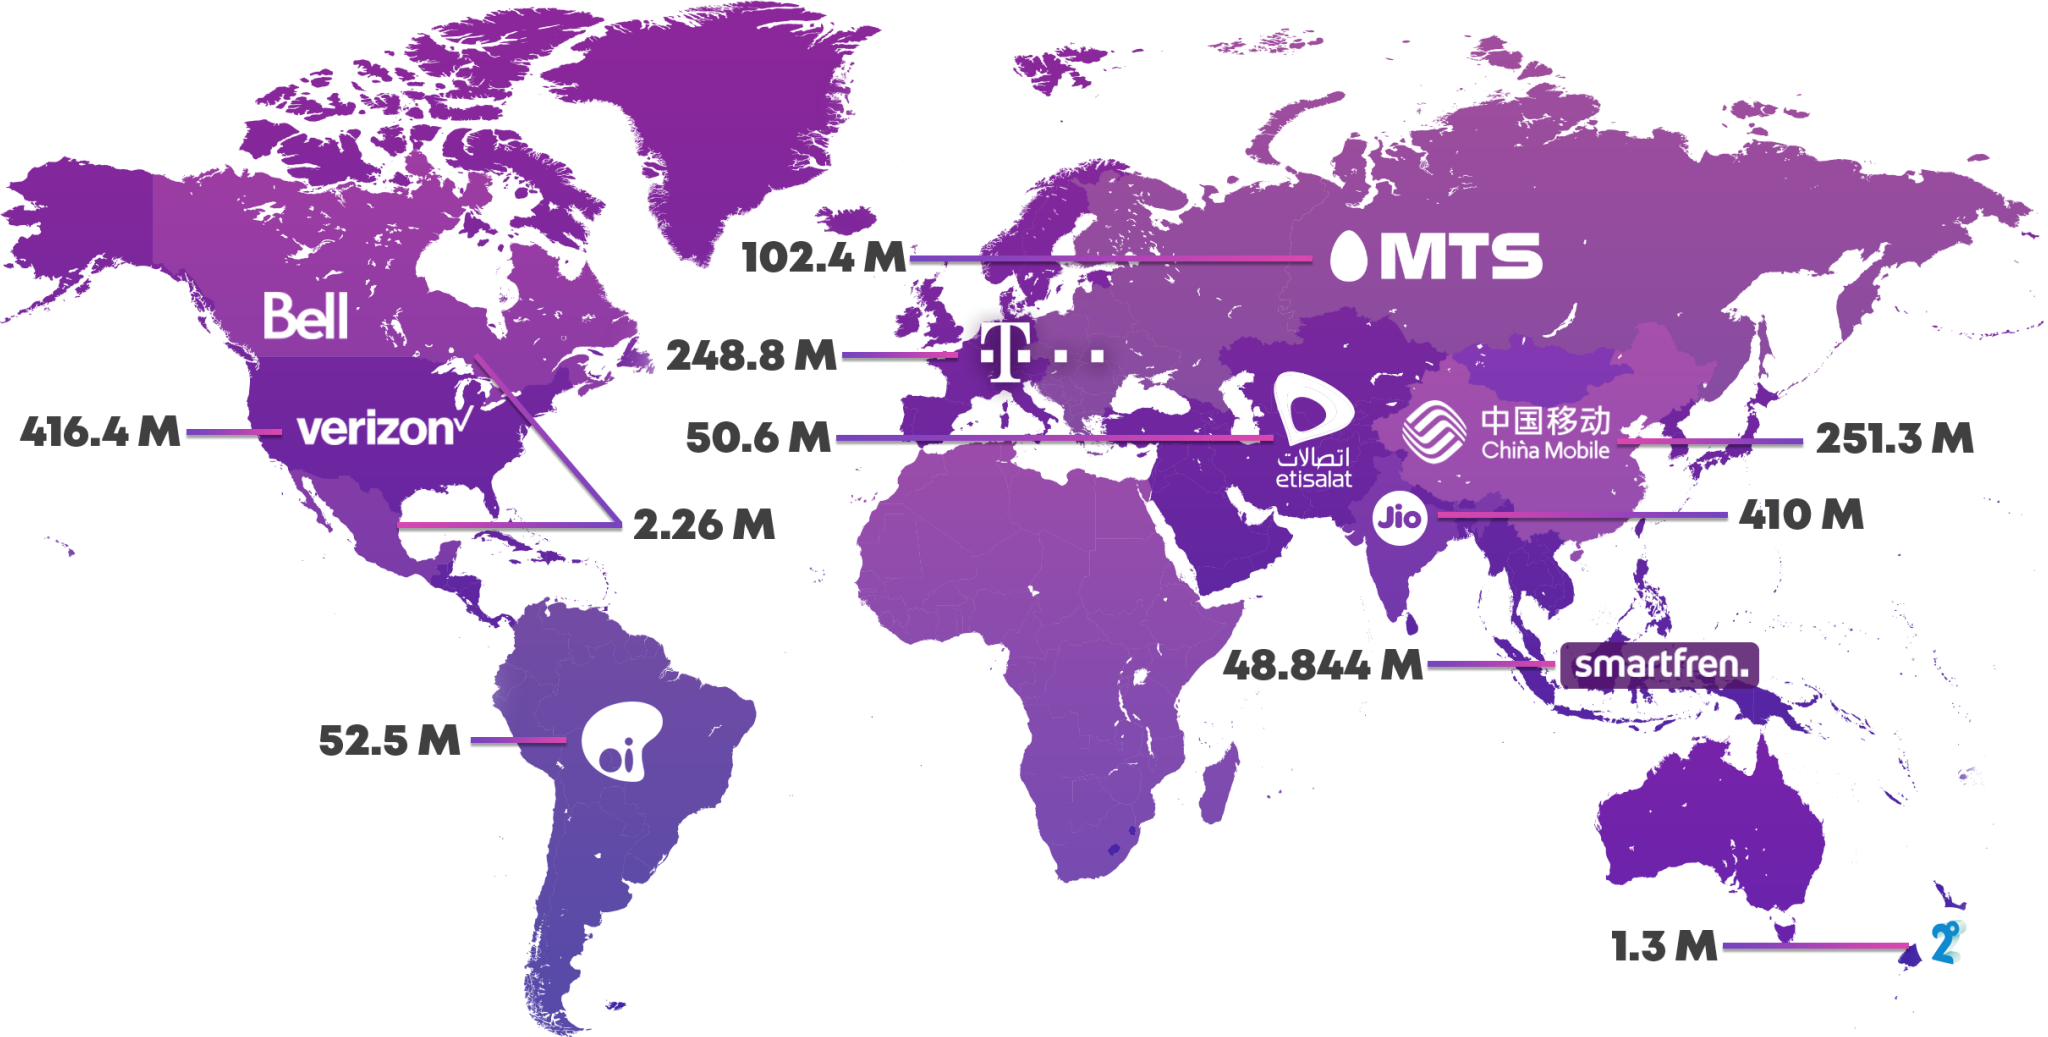 102.4 M
MTS
Bell
248.8 M
T
416.4 M
verizon
50.6 M
اتصالات
etisalat
中国移动
China Mobile
251.3 M
2.26 M
Jio
410 M
48.844 M
smartfren.
52.5 M
oi
1.3 M
2°